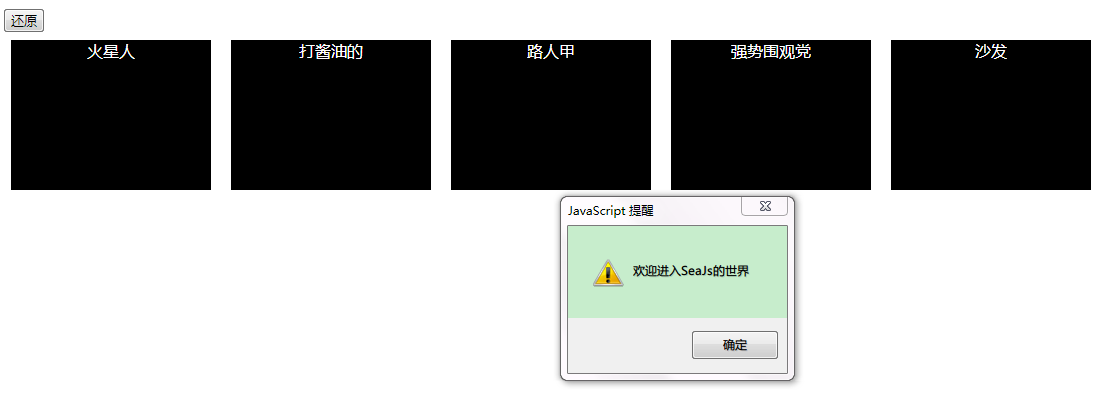 还原
火星人 打酱油的 路人甲 强势围观党 沙发
JavaScript 提醒
欢迎进入SeaJs的世界
确定